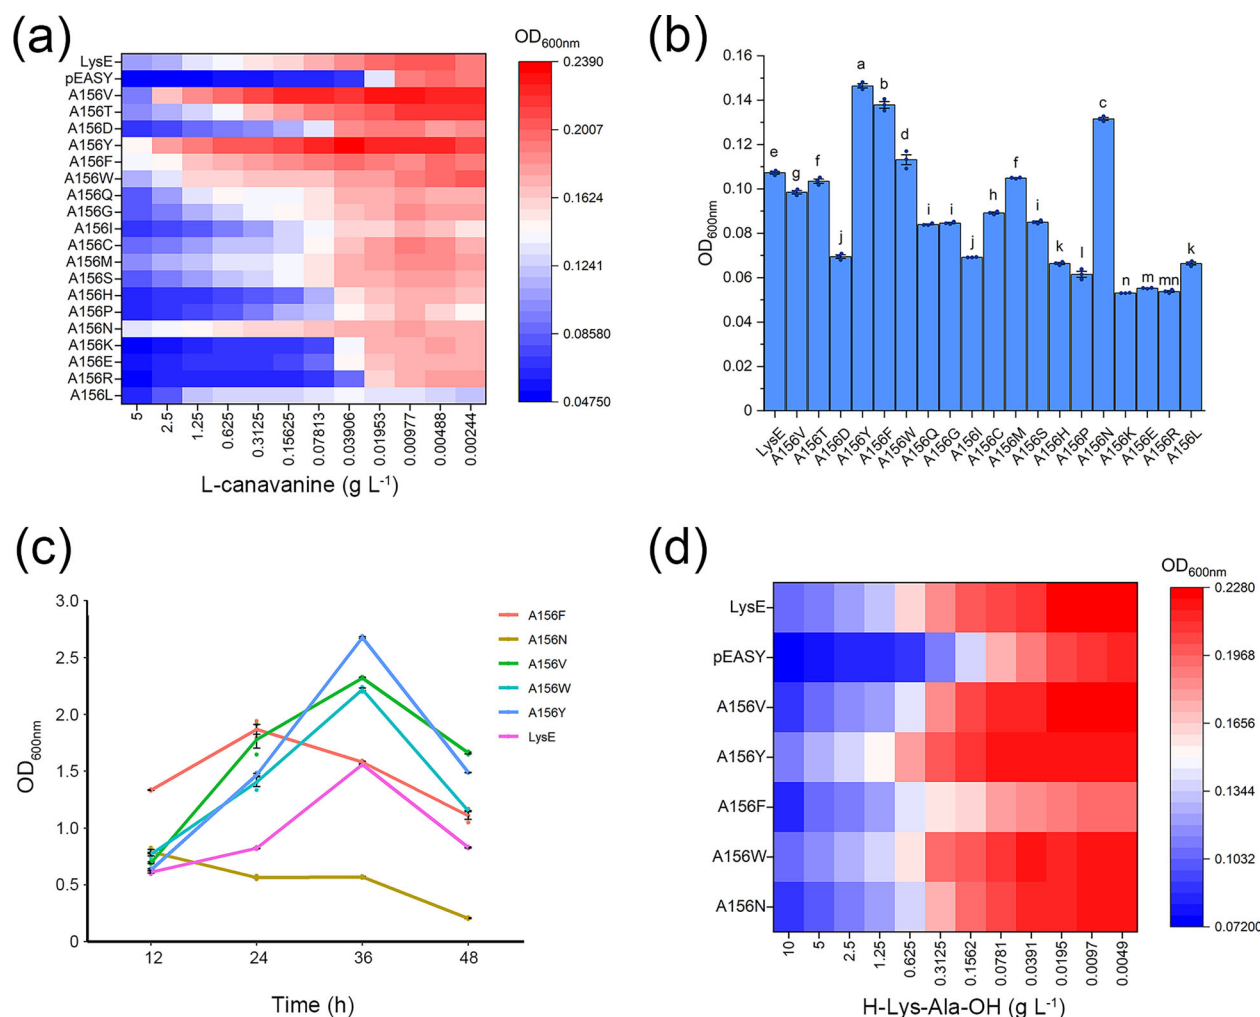 (a)
OD600nm
LysE
pEASY
A156V
A156T
A156D
A156Y
A156F
A156W
A156Q
A156G
A156I
A156C
A156M
A156S
A156H
A156P
A156N
A156K
A156E
A156R
A156L
0.2390
0.2007
0.1624
0.1241
0.08580
0.04750
5
2.5
1.25
0.625
0.3125
0.15625
0.07813
0.03906
0.01953
0.00977
0.00488
0.00244
L-canavanine (g L-1)
(b)
OD600nm
0.16
0.14
0.12
0.10
0.08
0.06
0.04
0.02
0
e
g
f
j
a
b
d
i
i
j
h
f
i
k
l
c
n
m
mn
k
LysE
A156V
A156T
A156D
A156Y
A156F
A156W
A156Q
A156G
A156I
A156C
A156M
A156S
A156H
A156P
A156N
A156K
A156E
A156R
A156L
(c)
OD600nm
3.0
2.5
2.0
1.5
1.0
0.5
0
A156F
A156N
A156V
A156W
A156Y
LysE
12
24
36
48
Time (h)
(d)
OD600nm
LysE
pEASY
A156V
A156Y
A156F
A156W
A156N
0.2280
0.1968
0.1656
0.1344
0.1032
0.07200
10
5
2.5
1.25
0.625
0.3125
0.1562
0.0781
0.0391
0.0195
0.0097
0.0049
H-Lys-Ala-OH (g L-1)